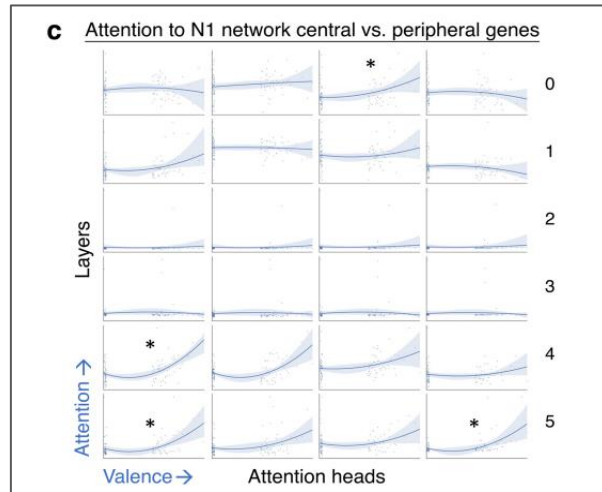 c Attention to N1 network central vs. peripheral genes
* 0
1
2
3
* 4
* * 5
Layers
Attention →
Valence → Attention heads